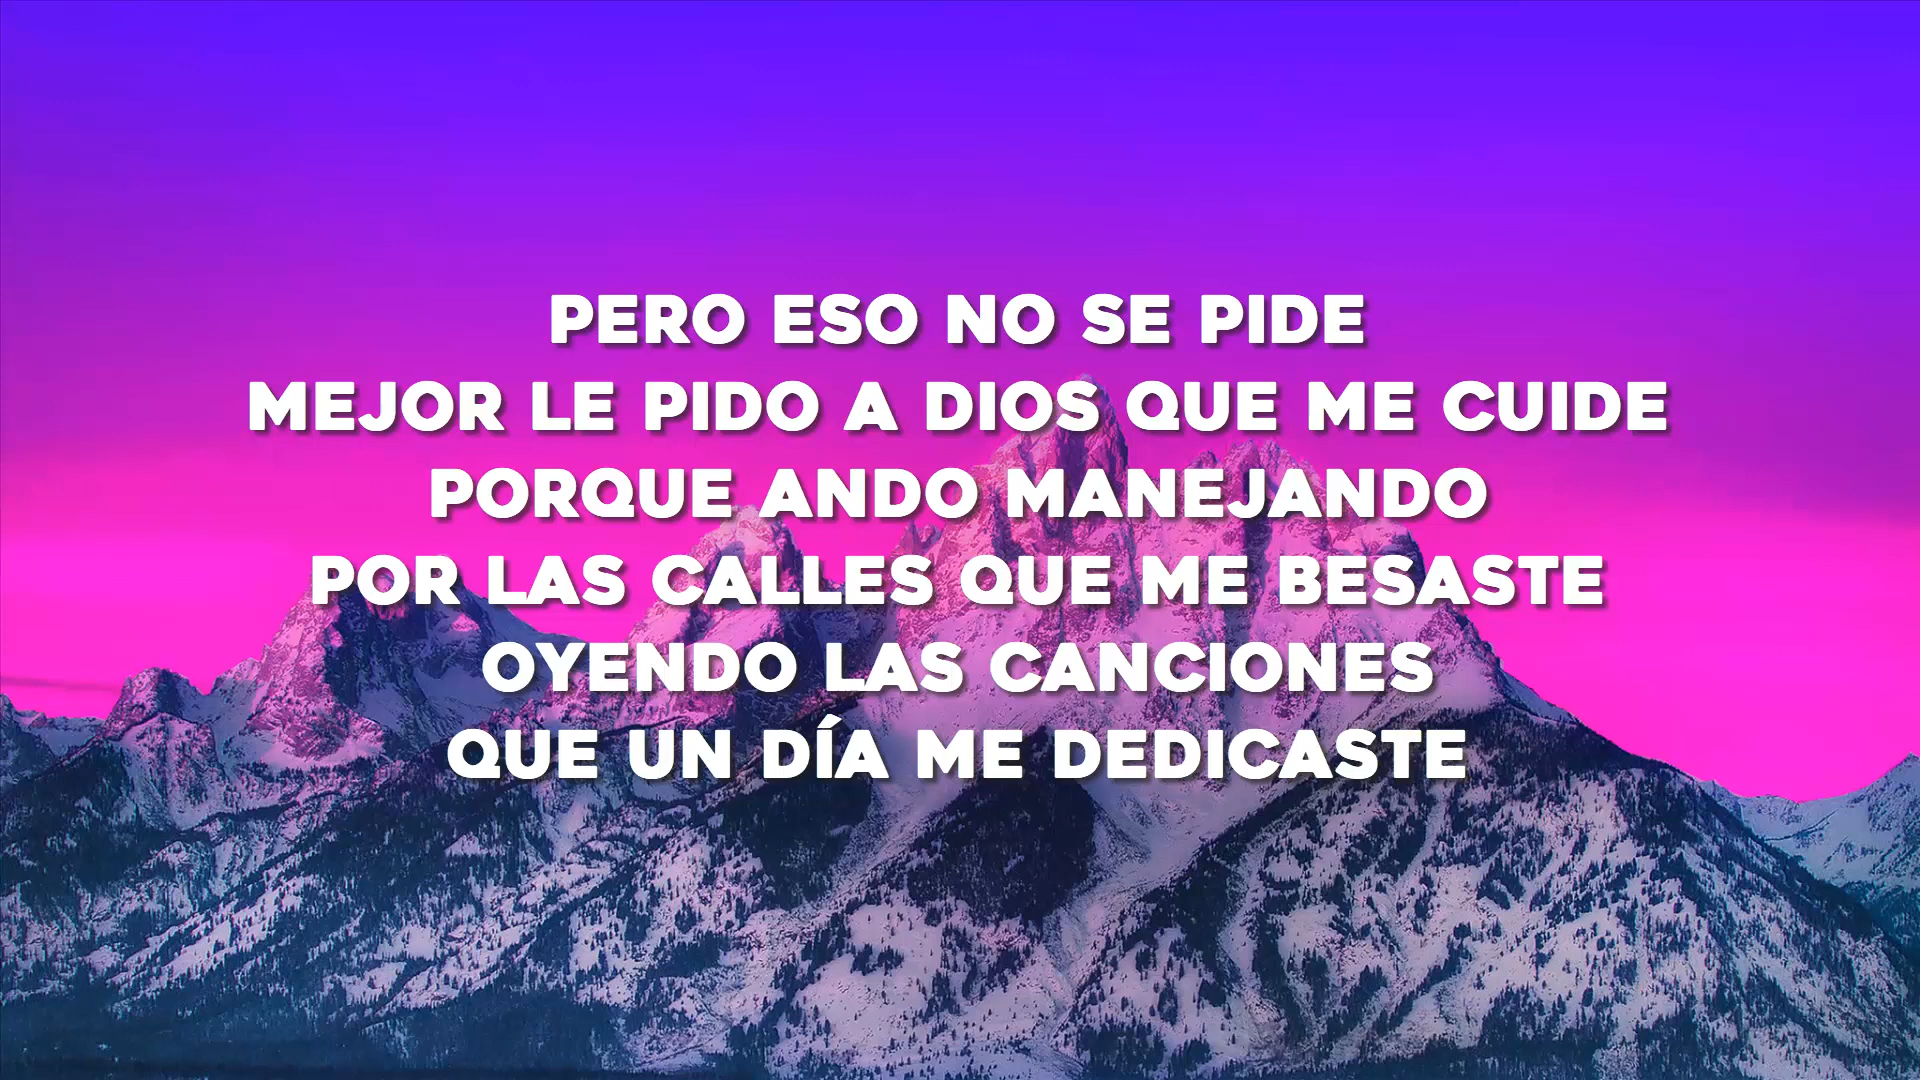 PERO ESO NO SE PIDE
MEJOR LE PIDO A DIOS QUE ME CUIDE
PORQUE ANDO MANEJANDO
POR LAS CALLES QUE ME BESASTE
OYENDO LAS CANCIONES
QUE UN DÍA ME DEDICASTE